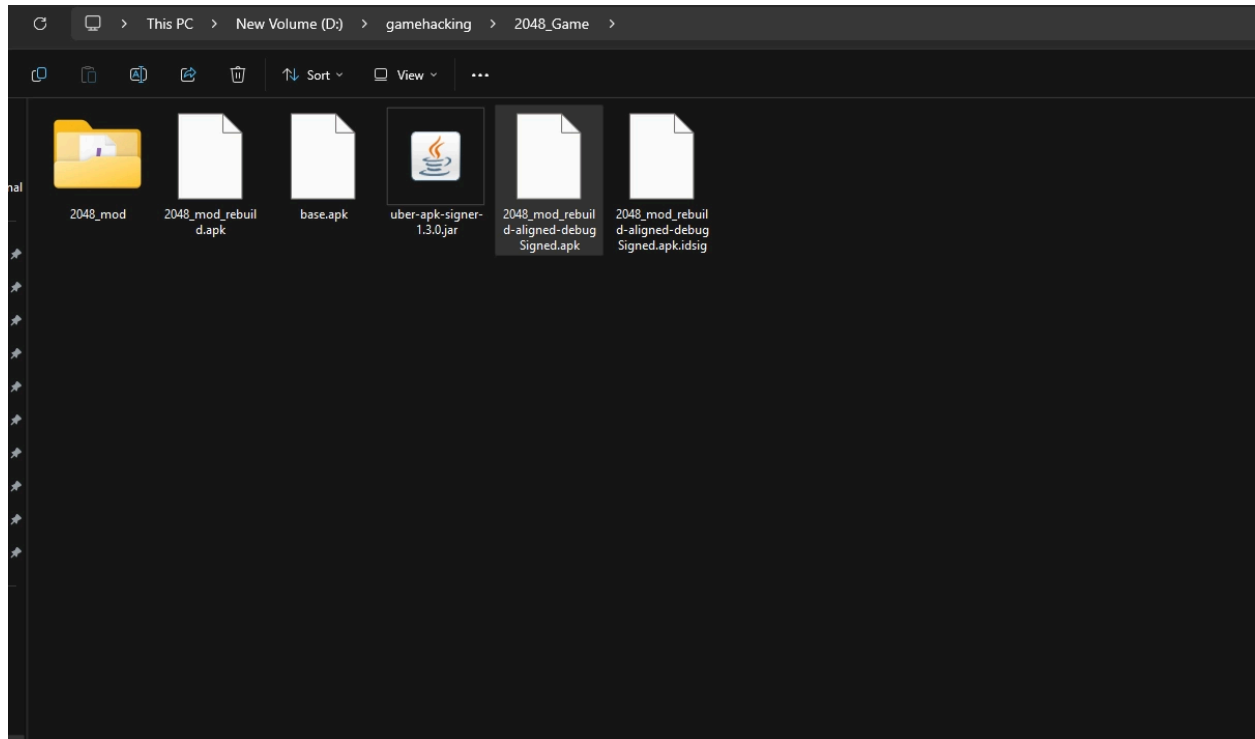 This PC > New Volume (D:) > gamehacking > 2048_Game >
Sort View
nal
2048_mod
2048_mod_rebuil
d.apk
base.apk
uber-apk-signer-
1.3.0.jar
2048_mod_rebuil
d-aligned-debug
Signed.apk
2048_mod_rebuil
d-aligned-debug
Signed.apk.idsig